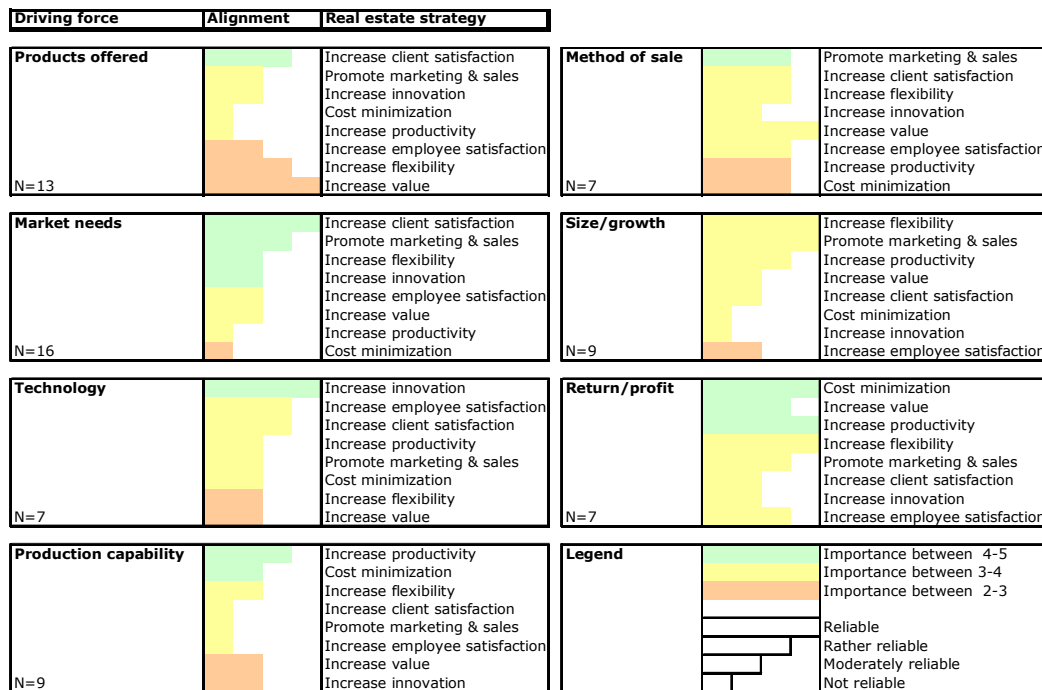 Driving force Alignment Real estate strategy
Products offered Increase client satisfaction
Promote marketing & sales
Increase innovation
Cost minimization
Increase productivity
Increase employee satisfaction
Increase flexibility
N=13 Increase value
Method of sale Promote marketing & sales
Increase client satisfaction
Increase flexibility
Increase innovation
Increase value
Increase employee satisfaction
Increase productivity
N=7 Cost minimization
Market needs Increase client satisfaction
Promote marketing & sales
Increase flexibility
Increase innovation
Increase employee satisfaction
Increase value
Increase productivity
N=16 Cost minimization
Size/growth Increase flexibility
Promote marketing & sales
Increase productivity
Increase value
Increase client satisfaction
Cost minimization
Increase innovation
N=9 Increase employee satisfaction
Technology Increase innovation
Increase employee satisfaction
Increase client satisfaction
Increase productivity
Promote marketing & sales
Cost minimization
Increase flexibility
N=7 Increase value
Return/profit Cost minimization
Increase value
Increase productivity
Increase flexibility
Promote marketing & sales
Increase client satisfaction
Increase innovation
N=7 Increase employee satisfaction
Production capability Increase productivity
Cost minimization
Increase flexibility
Increase client satisfaction
Promote marketing & sales
Increase employee satisfaction
Increase value
N=9 Increase innovation
Legend Importance between 4-5
Importance between 3-4
Importance between 2-3
Reliable
Rather reliable
Moderately reliable
Not reliable